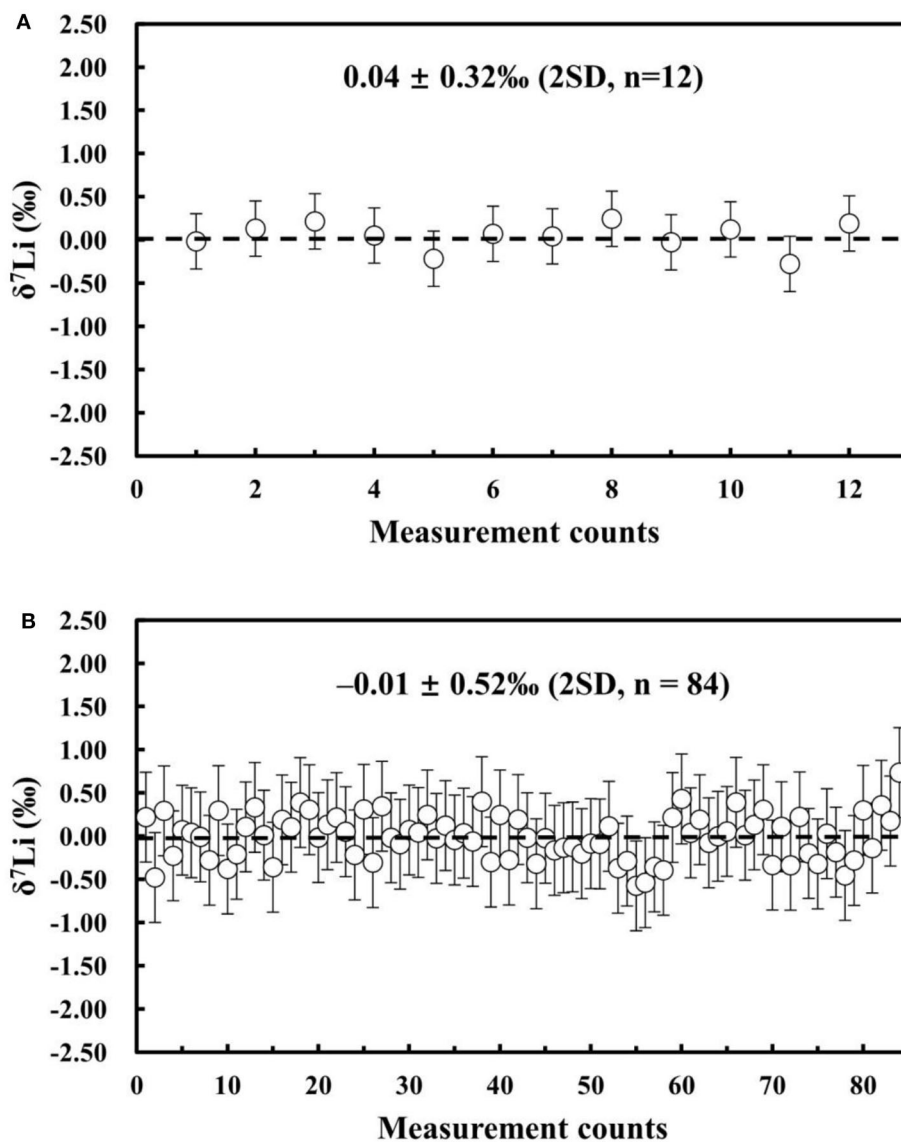 A
2.50
2.00
1.50
1.00
0.50
0.00
-0.50
-1.00
-1.50
-2.00
-2.50
δ⁷Li (‰)
0.04 ± 0.32‰ (2SD, n=12)
0 2 4 6 8 10 12
Measurement counts
B
2.50
2.00
1.50
1.00
0.50
0.00
-0.50
-1.00
-1.50
-2.00
-2.50
δ⁷Li (‰)
–0.01 ± 0.52‰ (2SD, n = 84)
0 10 20 30 40 50 60 70 80
Measurement counts